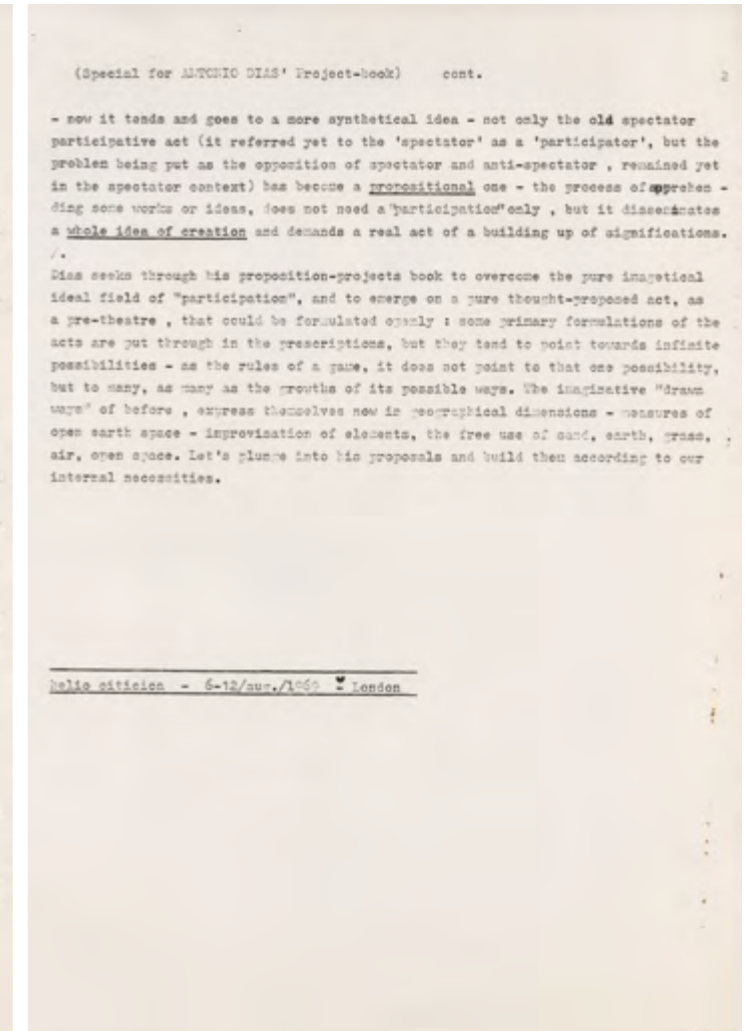 (Special for ANTONIO DIAS' Project-book) cont. 2
- now it tends and goes to a more synthetical idea - not only the old spectator
participative act (it referred yet to the 'spectator' as a 'participator', but the
problem being put as the opposition of spectator and anti-spectator , remained yet
in the spectator context) has become a propositional one - the process of apprehen -
ding some works or ideas, does not need a "participation" only , but it disseminates
a whole idea of creation and demands a real act of a building up of significations.
/.
Dias seeks through his proposition-projects book to overcome the pure imagetical
ideal field of "participation", and to emerge on a pure thought-proposed act, as
a pre-theatre , that could be formulated openly : some primary formulations of the
acts are put through in the prescriptions, but they tend to point towards infinite
possibilities - as the rules of a game, it does not point to that one possibility,
but to many, as many as the growths of its possible ways. The imaginative "drawn
ways" of before , express themselves now in geographical dimensions - measures of
open earth space - improvisation of elements, the free use of sand, earth, grass,
air, open space. Let's plunge into his proposals and build them according to our
internal necessities.
helio oiticica - 6-12/aug./1969 - London